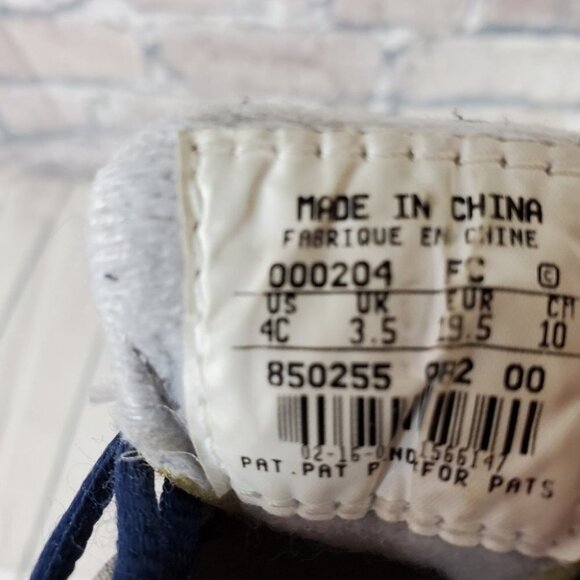 MADE IN CHINA
FABRIQUE EN CHINE
000204 FC ©
US UK EUR CM
4C 3.5 19.5 10
850255 00
PAT.PAT FOR PATS